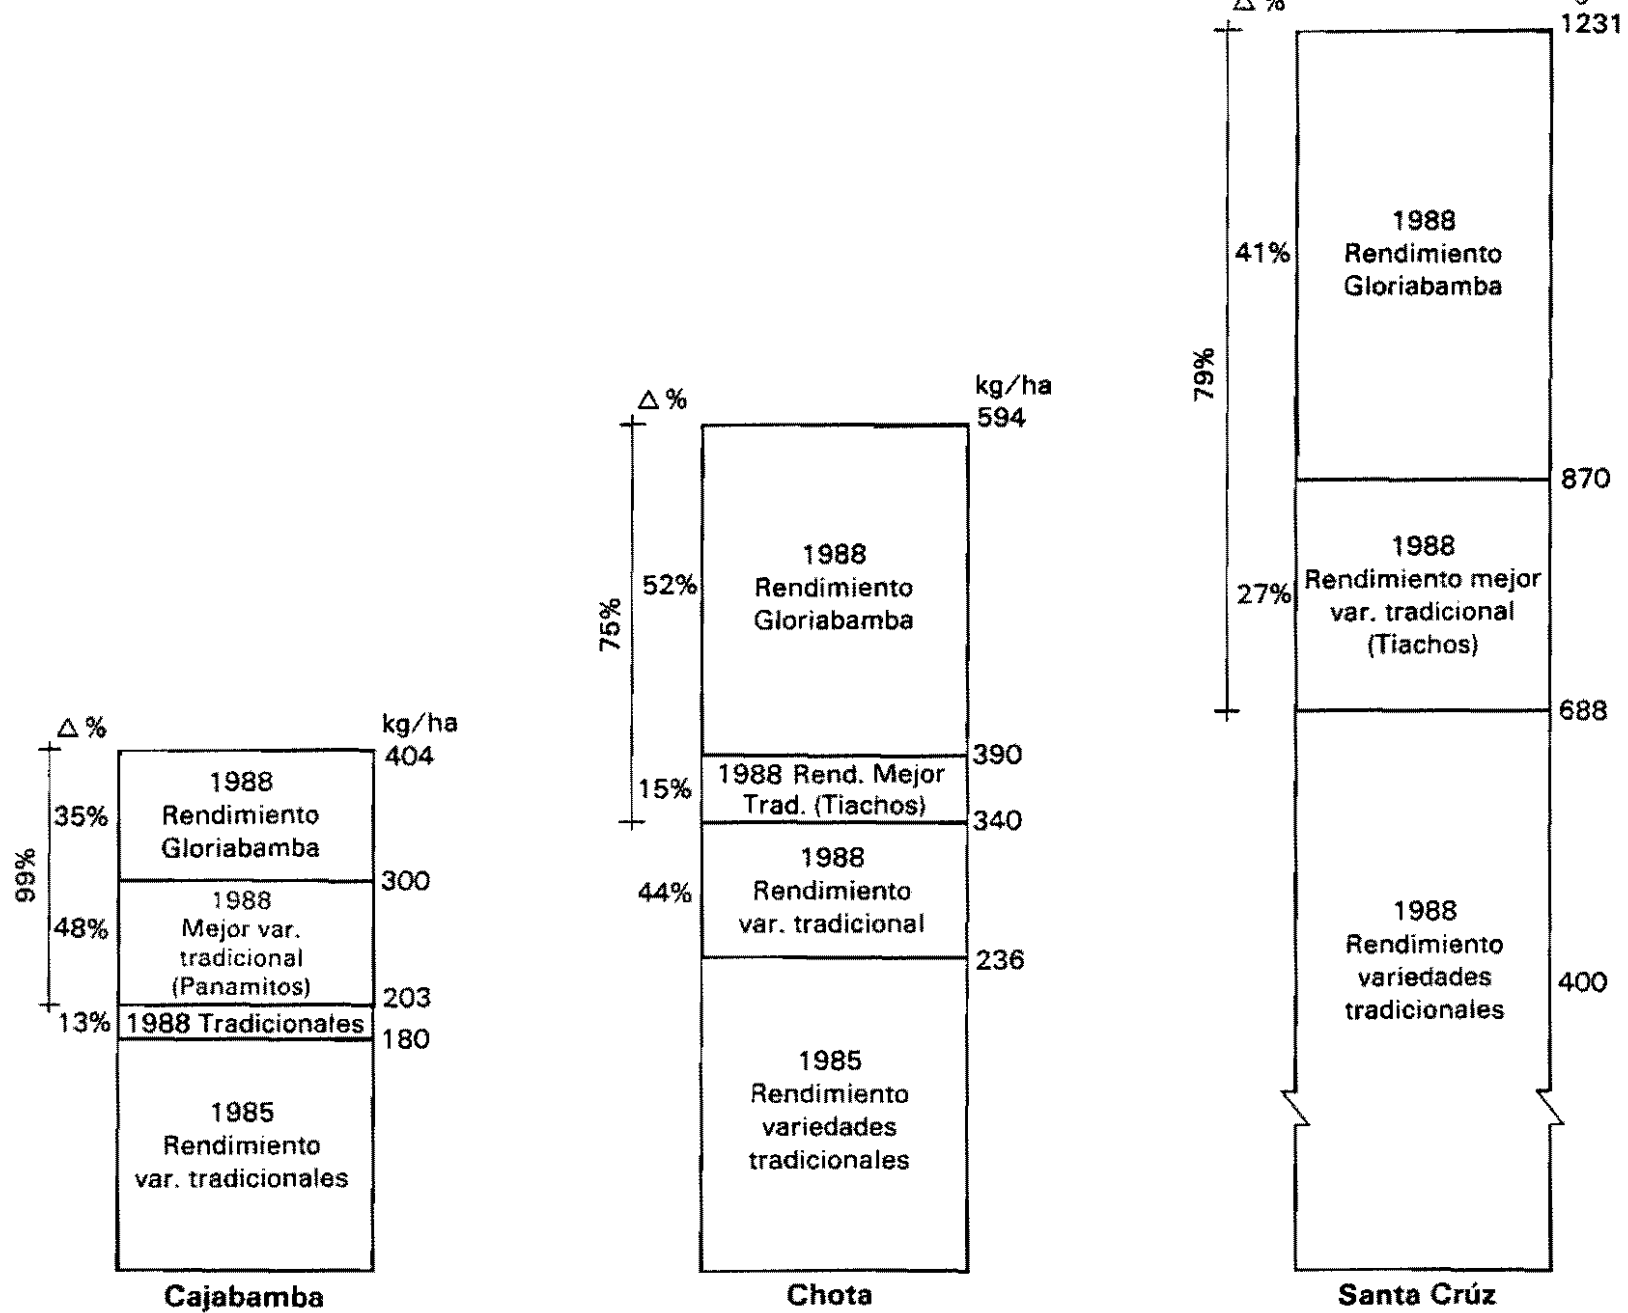 △ %
kg/ha
404
1988
Rendimiento
Gloriabamba
35%
99%
300
1988
Mejor var.
tradicional
(Panamitos)
48%
203
13%
1988 Tradicionales
180
1985
Rendimiento
var. tradicionales
Cajabamba
△ %
kg/ha
594
1988
Rendimiento
Gloriabamba
52%
75%
390
1988 Rend. Mejor
Trad. (Tiachos)
15%
340
1988
Rendimiento
var. tradicional
44%
236
1985
Rendimiento
variedades
tradicionales
Chota
△ %
1231
1988
Rendimiento
Gloriabamba
41%
79%
870
1988
Rendimiento mejor
var. tradicional
(Tiachos)
27%
688
1988
Rendimiento
variedades
tradicionales
400
Santa Crúz